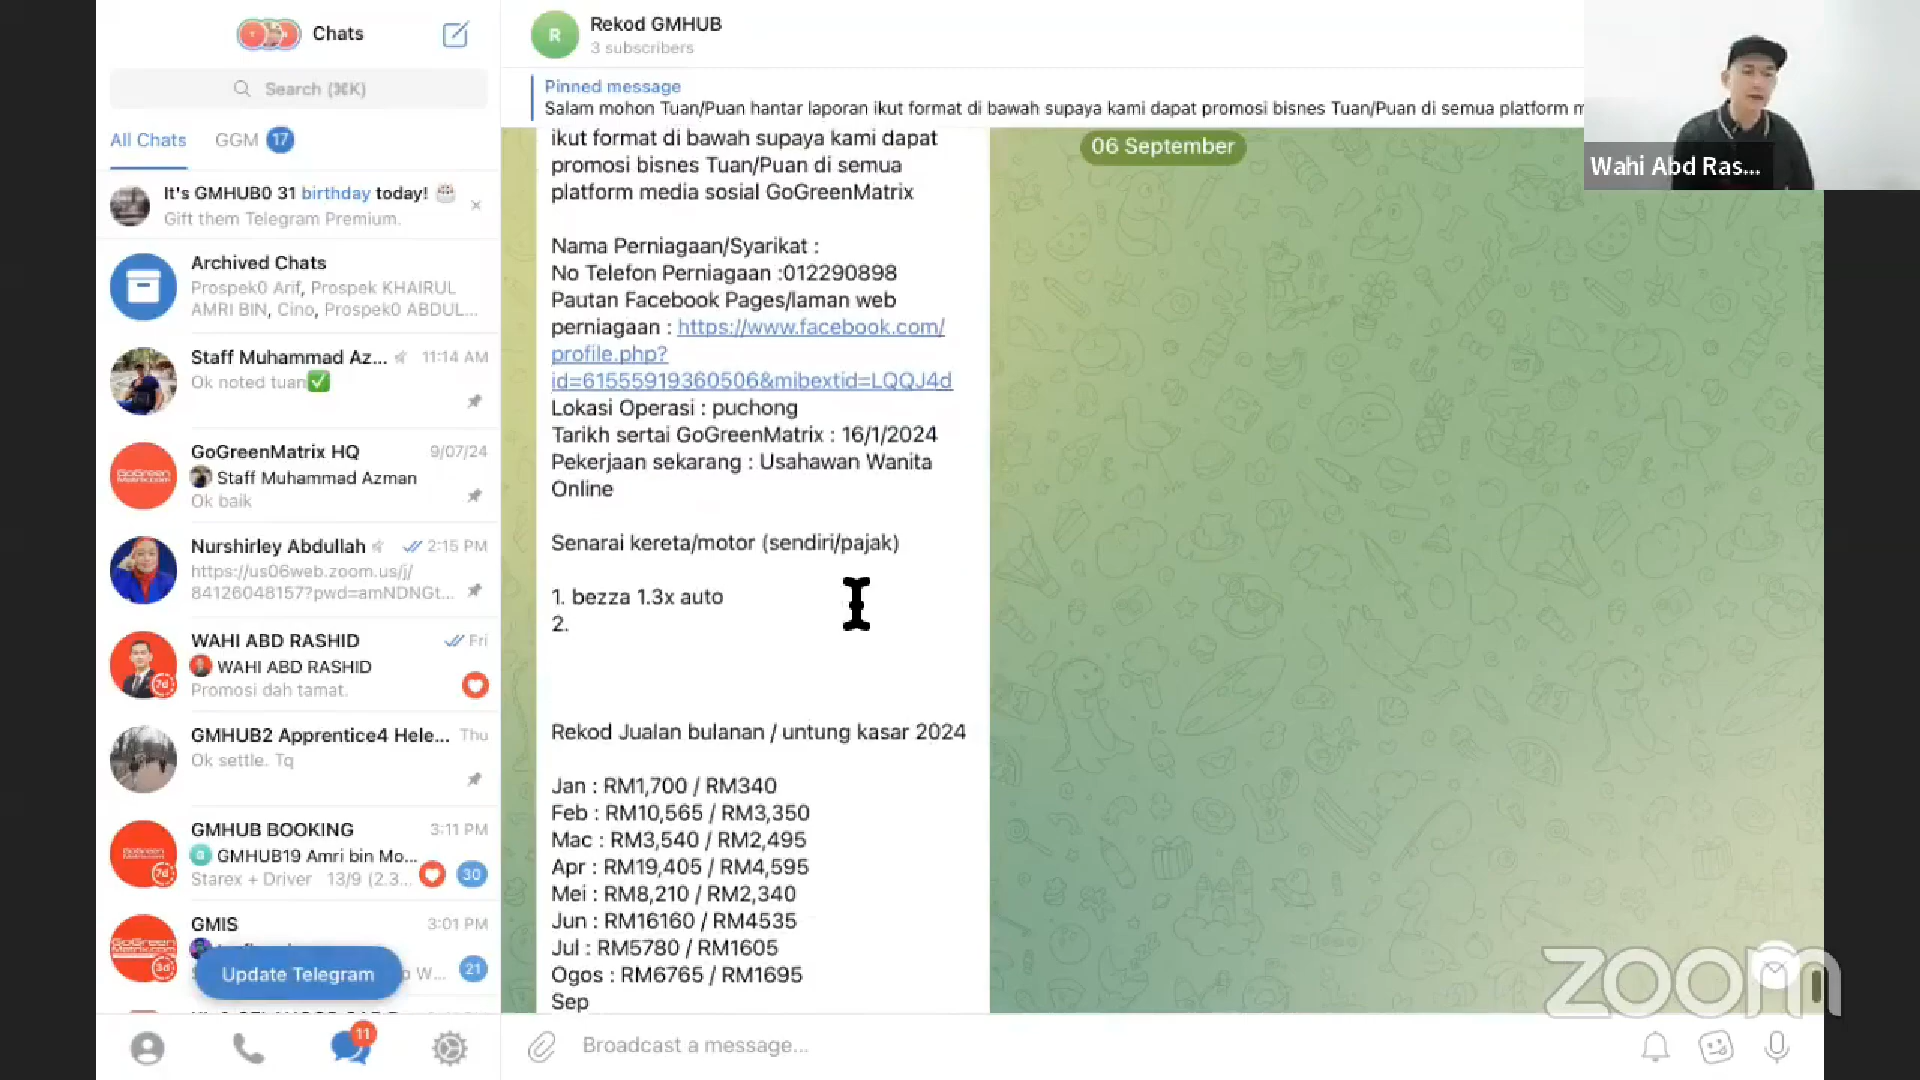 Chats
Search (⌘K)
All Chats
GGM 17
It's GMHUB0 31 birthday today!
Gift them Telegram Premium.
Archived Chats
Prospek0 Arif, Prospek KHAIRUL
AMRI BIN, Cino, Prospek0 ABDUL...
Staff Muhammad Az... 11:14 AM
Ok noted tuan✅
GoGreenMatrix HQ 9/07/24
Staff Muhammad Azman
Ok baik
Nurshirley Abdullah 2:15 PM
https://us06web.zoom.us/j/
84126048157?pwd=amNDNGt...
WAHI ABD RASHID Fri
WAHI ABD RASHID
Promosi dah tamat.
GMHUB2 Apprentice4 Hele... Thu
Ok settle. Tq
GMHUB BOOKING 3:11 PM
GMHUB19 Amri bin Mo...
Starex + Driver 13/9 (2.3... 30
GMIS 3:01 PM
W... 21
Update Telegram
11
R
Rekod GMHUB
3 subscribers
Pinned message
Salam mohon Tuan/Puan hantar laporan ikut format di bawah supaya kami dapat promosi bisnes Tuan/Puan di semua platform m
06 September
ikut format di bawah supaya kami dapat
promosi bisnes Tuan/Puan di semua
platform media sosial GoGreenMatrix
Nama Perniagaan/Syarikat :
No Telefon Perniagaan :012290898
Pautan Facebook Pages/laman web
perniagaan : https://www.facebook.com/
profile.php?
id=61555919360506&mibextid=LQQJ4d
Lokasi Operasi : puchong
Tarikh sertai GoGreenMatrix : 16/1/2024
Pekerjaan sekarang : Usahawan Wanita
Online
Senarai kereta/motor (sendiri/pajak)
1. bezza 1.3x auto
2.
Rekod Jualan bulanan / untung kasar 2024
Jan : RM1,700 / RM340
Feb : RM10,565 / RM3,350
Mac : RM3,540 / RM2,495
Apr : RM19,405 / RM4,595
Mei : RM8,210 / RM2,340
Jun : RM16160 / RM4535
Jul : RM5780 / RM1605
Ogos : RM6765 / RM1695
Sep
Broadcast a message...
Wahi Abd Ras...
zoom